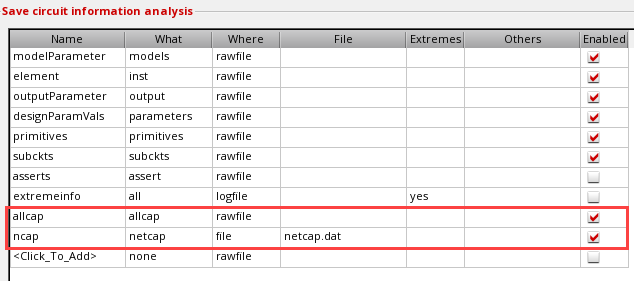 Save circuit information analysis
Name What Where File Extremes Others Enabled
modelParameter models rawfile
element inst rawfile
outputParameter output rawfile
designParamVals parameters rawfile
primitives primitives rawfile
subckts subckts rawfile
asserts assert rawfile
extremeinfo all logfile yes
allcap allcap rawfile
ncap netcap file netcap.dat
<Click_To_Add> none rawfile